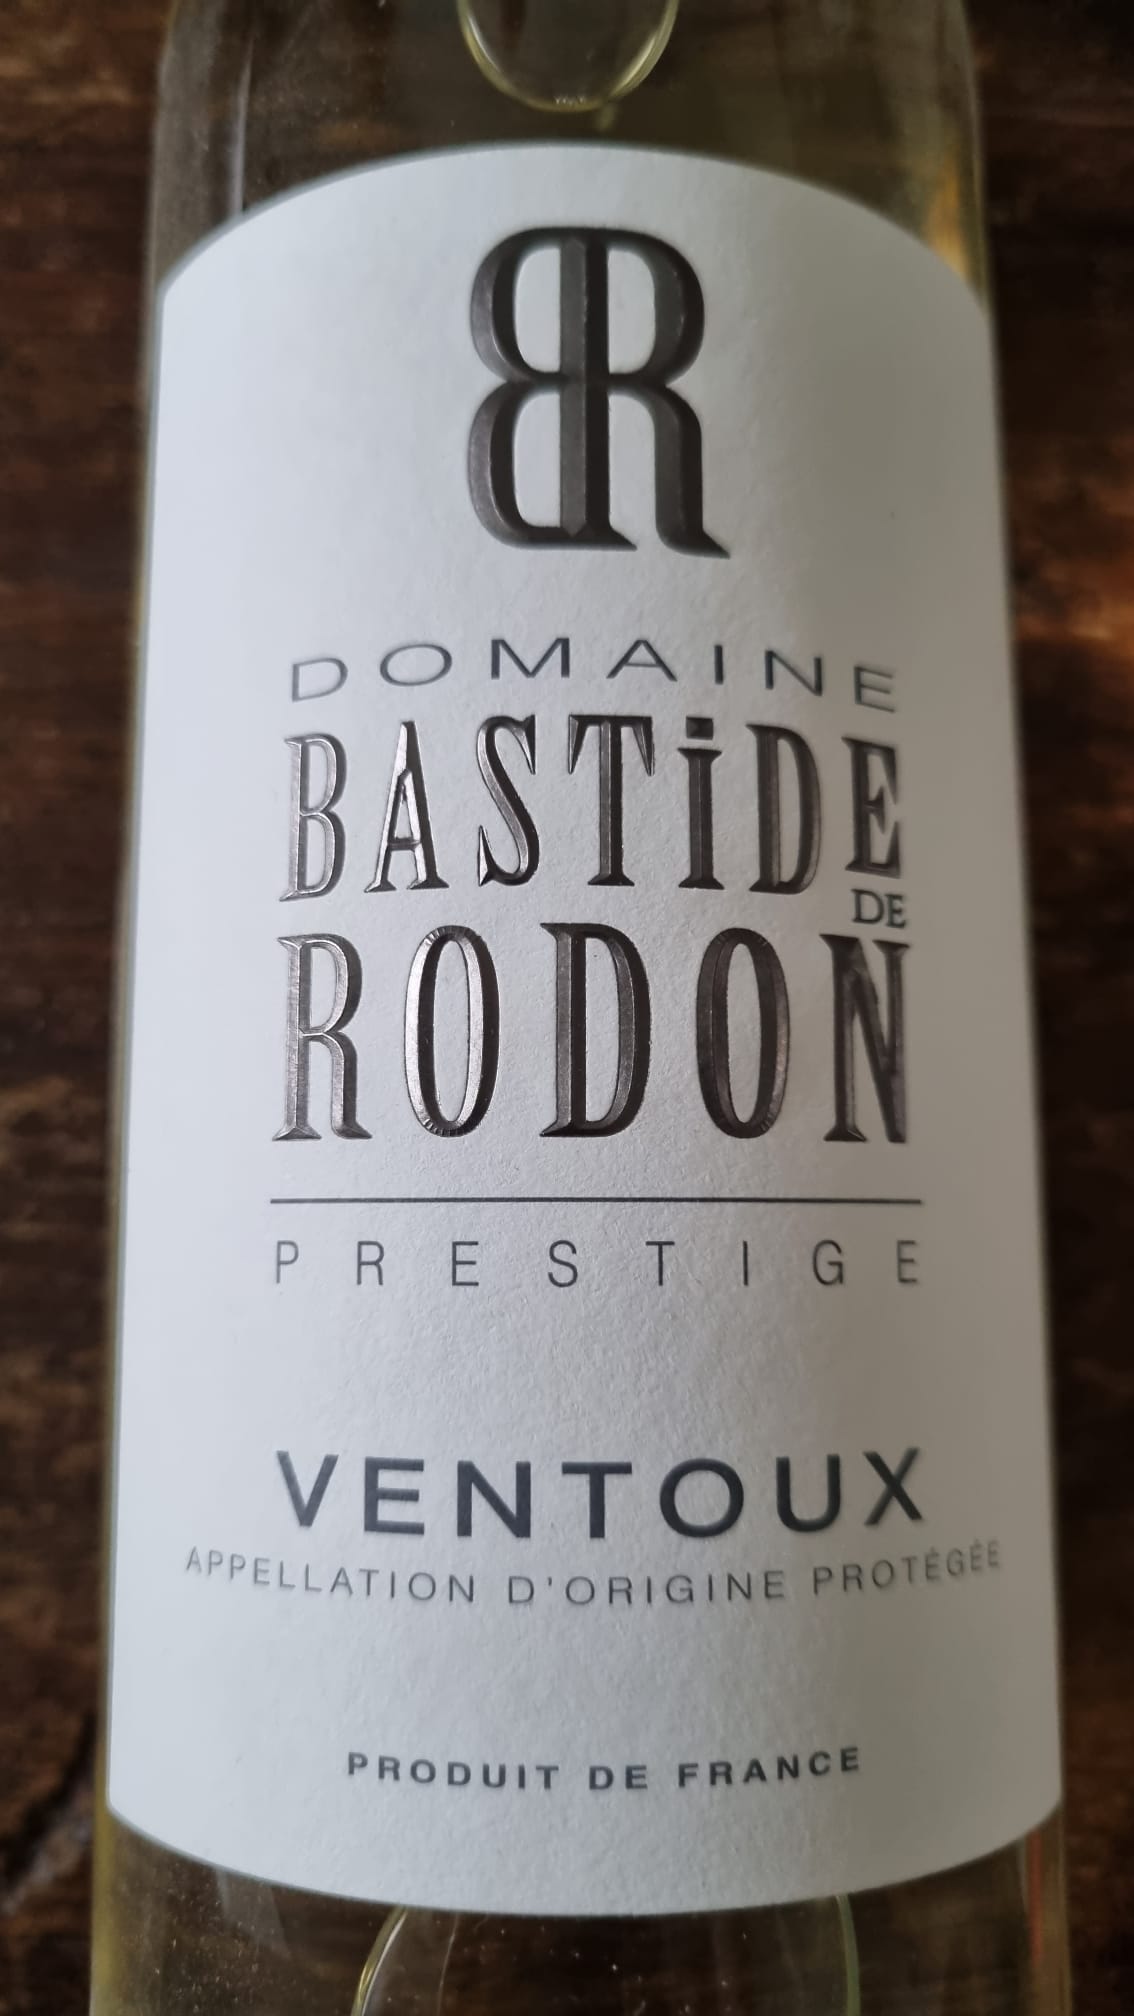 BR
DOMAINE
BASTiDE
DE
RODON
PRESTIGE
VENTOUX
APPELLATION D'ORIGINE PROTÉGÉE
PRODUIT DE FRANCE